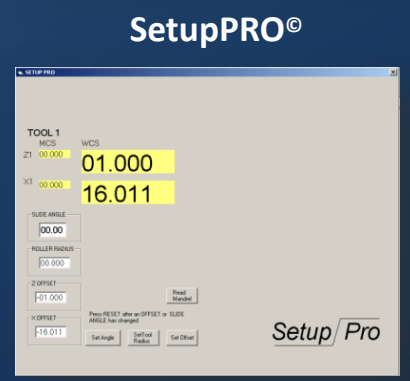 SetupPRO©
SETUP PRO
TOOL 1
MCS WCS
Z1 00.000 01.000
X1 00.000 16.011
SLIDE ANGLE
00.00
ROLLER RADIUS
00.000
Z OFFSET
-01.000
Read
Mandrel
X OFFSET
-16.011
Press RESET after an OFFSET or SLIDE
ANGLE has changed
Set Angle
SetTool
Radius
Set Offset
Setup/Pro